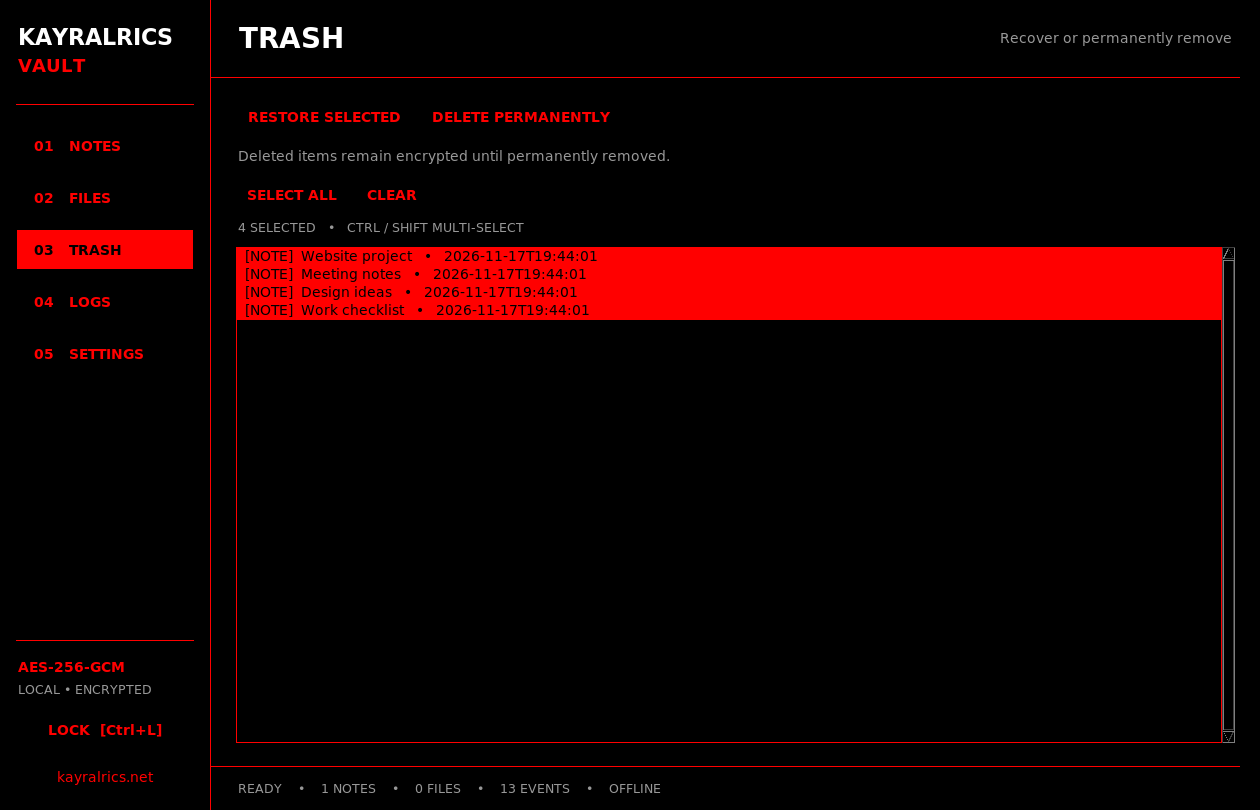 KAYRALRICS
VAULT
01 NOTES
02 FILES
03 TRASH
04 LOGS
05 SETTINGS
AES-256-GCM
LOCAL • ENCRYPTED
LOCK [Ctrl+L]
kayralrics.net
TRASH
Recover or permanently remove
RESTORE SELECTED DELETE PERMANENTLY
Deleted items remain encrypted until permanently removed.
SELECT ALL CLEAR
4 SELECTED • CTRL / SHIFT MULTI-SELECT
[NOTE] Website project • 2026-11-17T19:44:01
[NOTE] Meeting notes • 2026-11-17T19:44:01
[NOTE] Design ideas • 2026-11-17T19:44:01
[NOTE] Work checklist • 2026-11-17T19:44:01
READY • 1 NOTES • 0 FILES • 13 EVENTS • OFFLINE